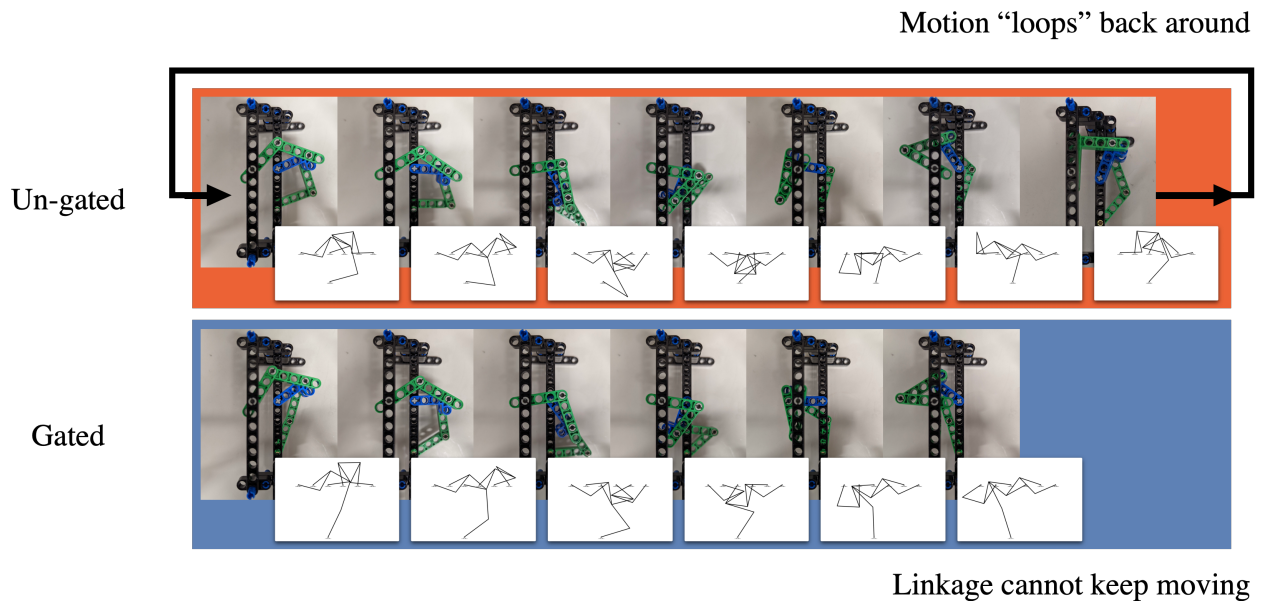 Motion “loops” back around
Un-gated
Gated
Linkage cannot keep moving